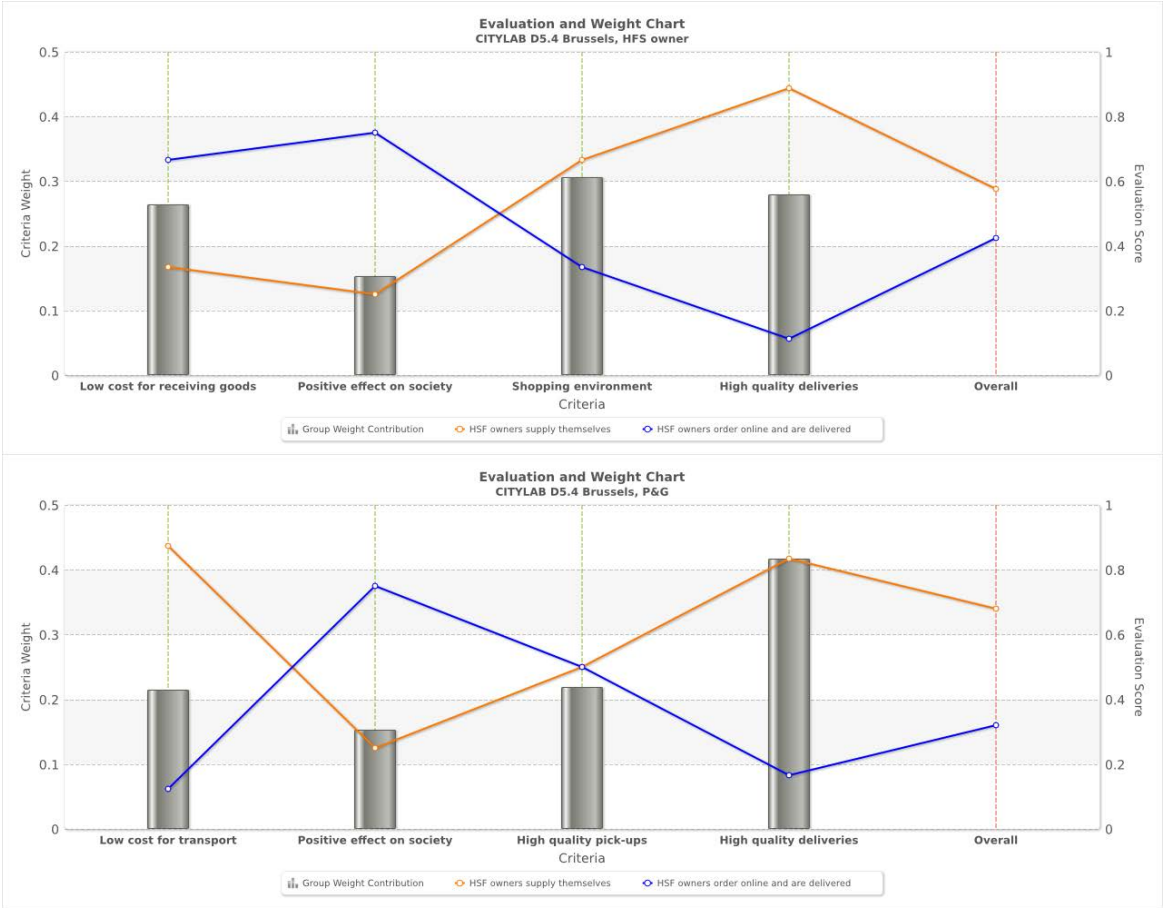 Evaluation and Weight Chart
CITYLAB D5.4 Brussels, HFS owner
0.5
0.4
0.3
0.2
0.1
0
Criteria Weight
1
0.8
0.6
0.4
0.2
0
Evaluation Score
Low cost for receiving goods Positive effect on society Shopping environment High quality deliveries Overall
Criteria
Group Weight Contribution HSF owners supply themselves HSF owners order online and are delivered
Evaluation and Weight Chart
CITYLAB D5.4 Brussels, P&G
0.5
0.4
0.3
0.2
0.1
0
Criteria Weight
1
0.8
0.6
0.4
0.2
0
Evaluation Score
Low cost for transport Positive effect on society High quality pick-ups High quality deliveries Overall
Criteria
Group Weight Contribution HSF owners supply themselves HSF owners order online and are delivered